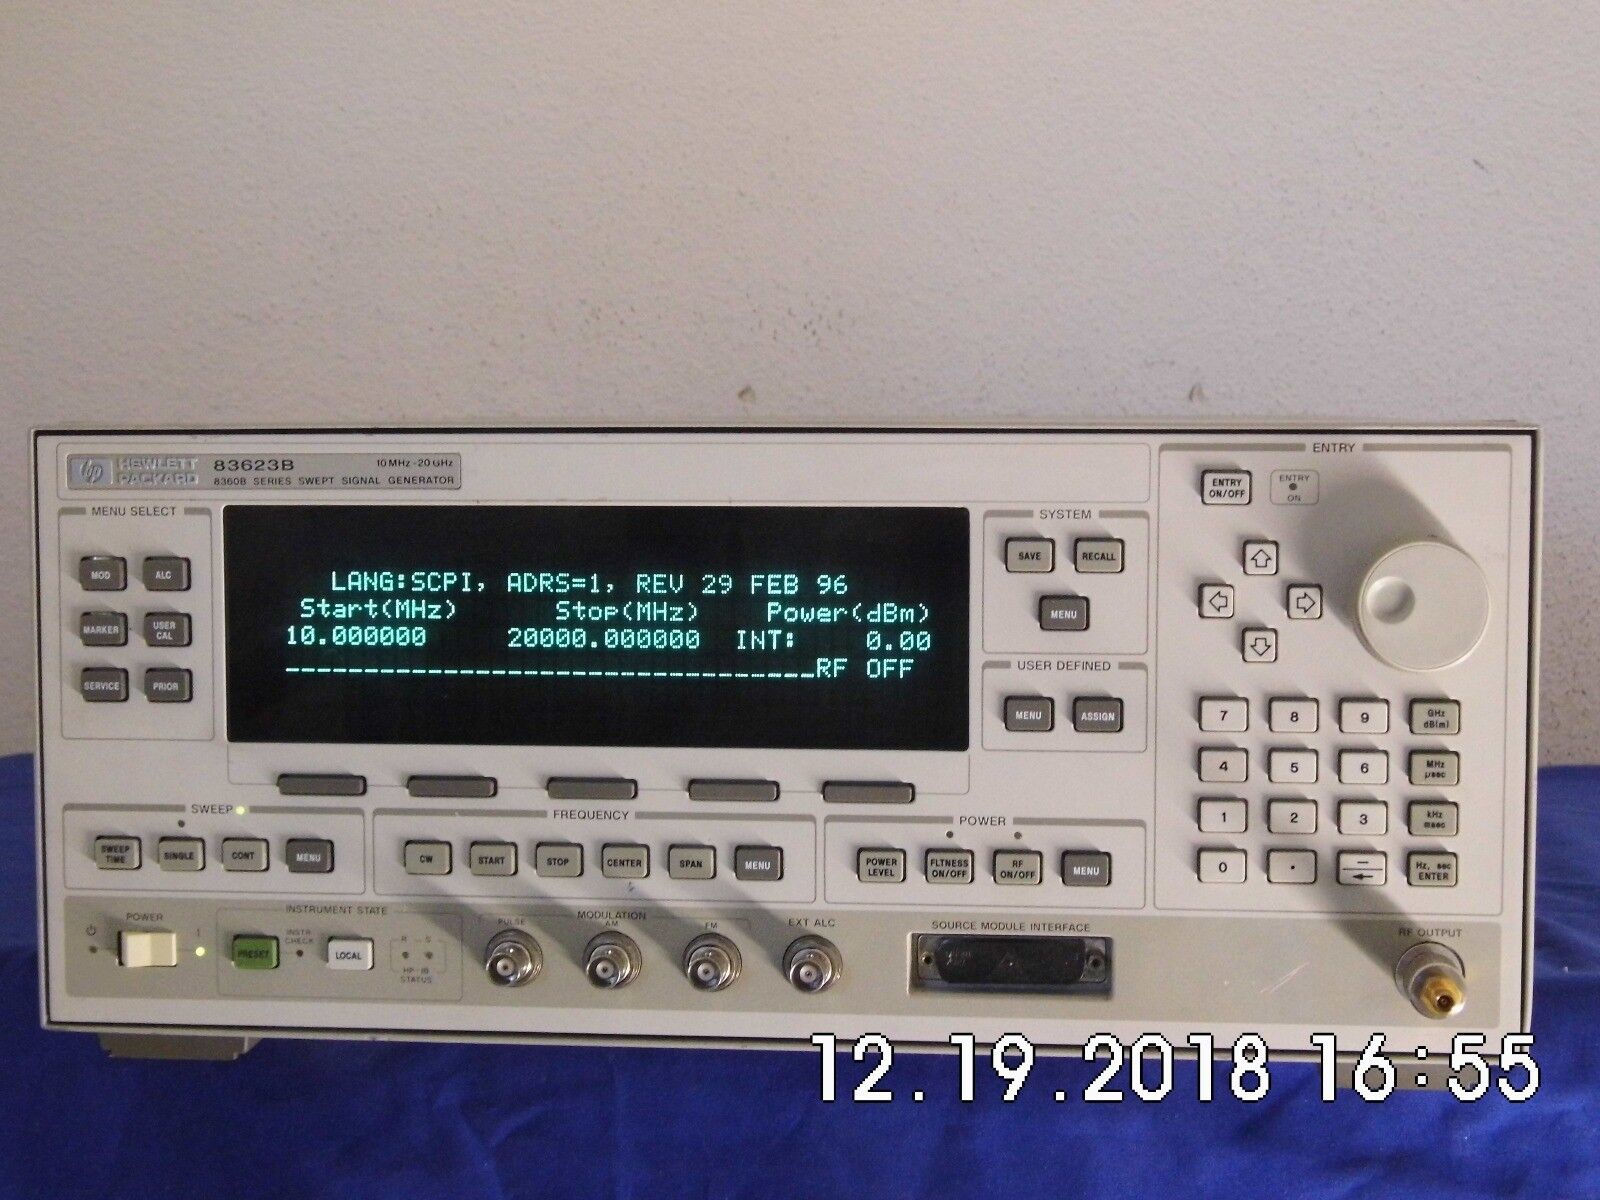 hp HEWLETT PACKARD
83623B 10 MHz - 20 GHz
8360B SERIES SWEPT SIGNAL GENERATOR
MENU SELECT
MOD ALC
MARKER USER CAL
SERVICE PRIOR
LANG:SCPI, ADRS=1, REV 29 FEB 96
Start(MHz) Stop(MHz) Power(dBm)
10.000000 20000.000000 INT: 0.00
RF OFF
SYSTEM
SAVE RECALL
MENU
USER DEFINED
MENU ASSIGN
ENTRY
ENTRY ON/OFF
ENTRY ON
7 8 9 GHz dB(m)
4 5 6 MHz µsec
1 2 3 kHz msec
0 . − Hz, sec ENTER
SWEEP
SWEEP TIME SINGLE CONT MENU
FREQUENCY
CW START STOP CENTER SPAN MENU
POWER
POWER LEVEL FLTNESS ON/OFF RF ON/OFF MENU
POWER
INSTRUMENT STATE
PRESET INSTR CHECK LOCAL
R S
HP-IB STATUS
MODULATION
PULSE AM FM
EXT ALC
SOURCE MODULE INTERFACE
RF OUTPUT
12.19.2018 16:55